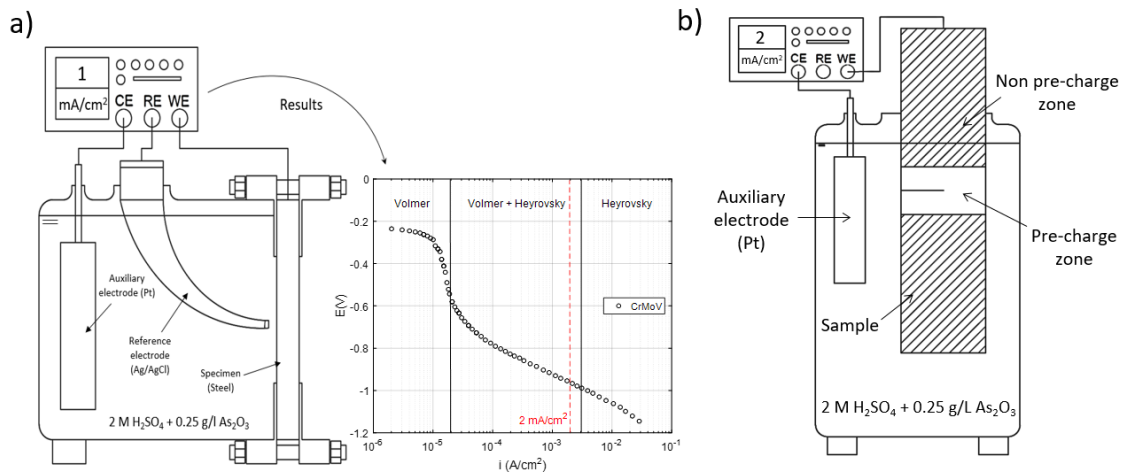 a)
1
mA/cm²
CE RE WE
Results
Auxiliary
electrode (Pt)
Reference
electrode
(Ag/AgCl)
Specimen
(Steel)
2 M H₂SO₄ + 0.25 g/l As₂O₃
0
-0.2
-0.4
-0.6
-0.8
-1
-1.2
E(V)
Volmer
Volmer + Heyrovsky
Heyrovsky
CrMoV
2 mA/cm²
10⁻⁶
10⁻⁵
10⁻⁴
10⁻³
10⁻²
10⁻¹
i (A/cm²)
b)
2
mA/cm²
CE RE WE
Non pre-charge
zone
Auxiliary
electrode
(Pt)
Pre-charge
zone
Sample
2 M H₂SO₄ + 0.25 g/L As₂O₃